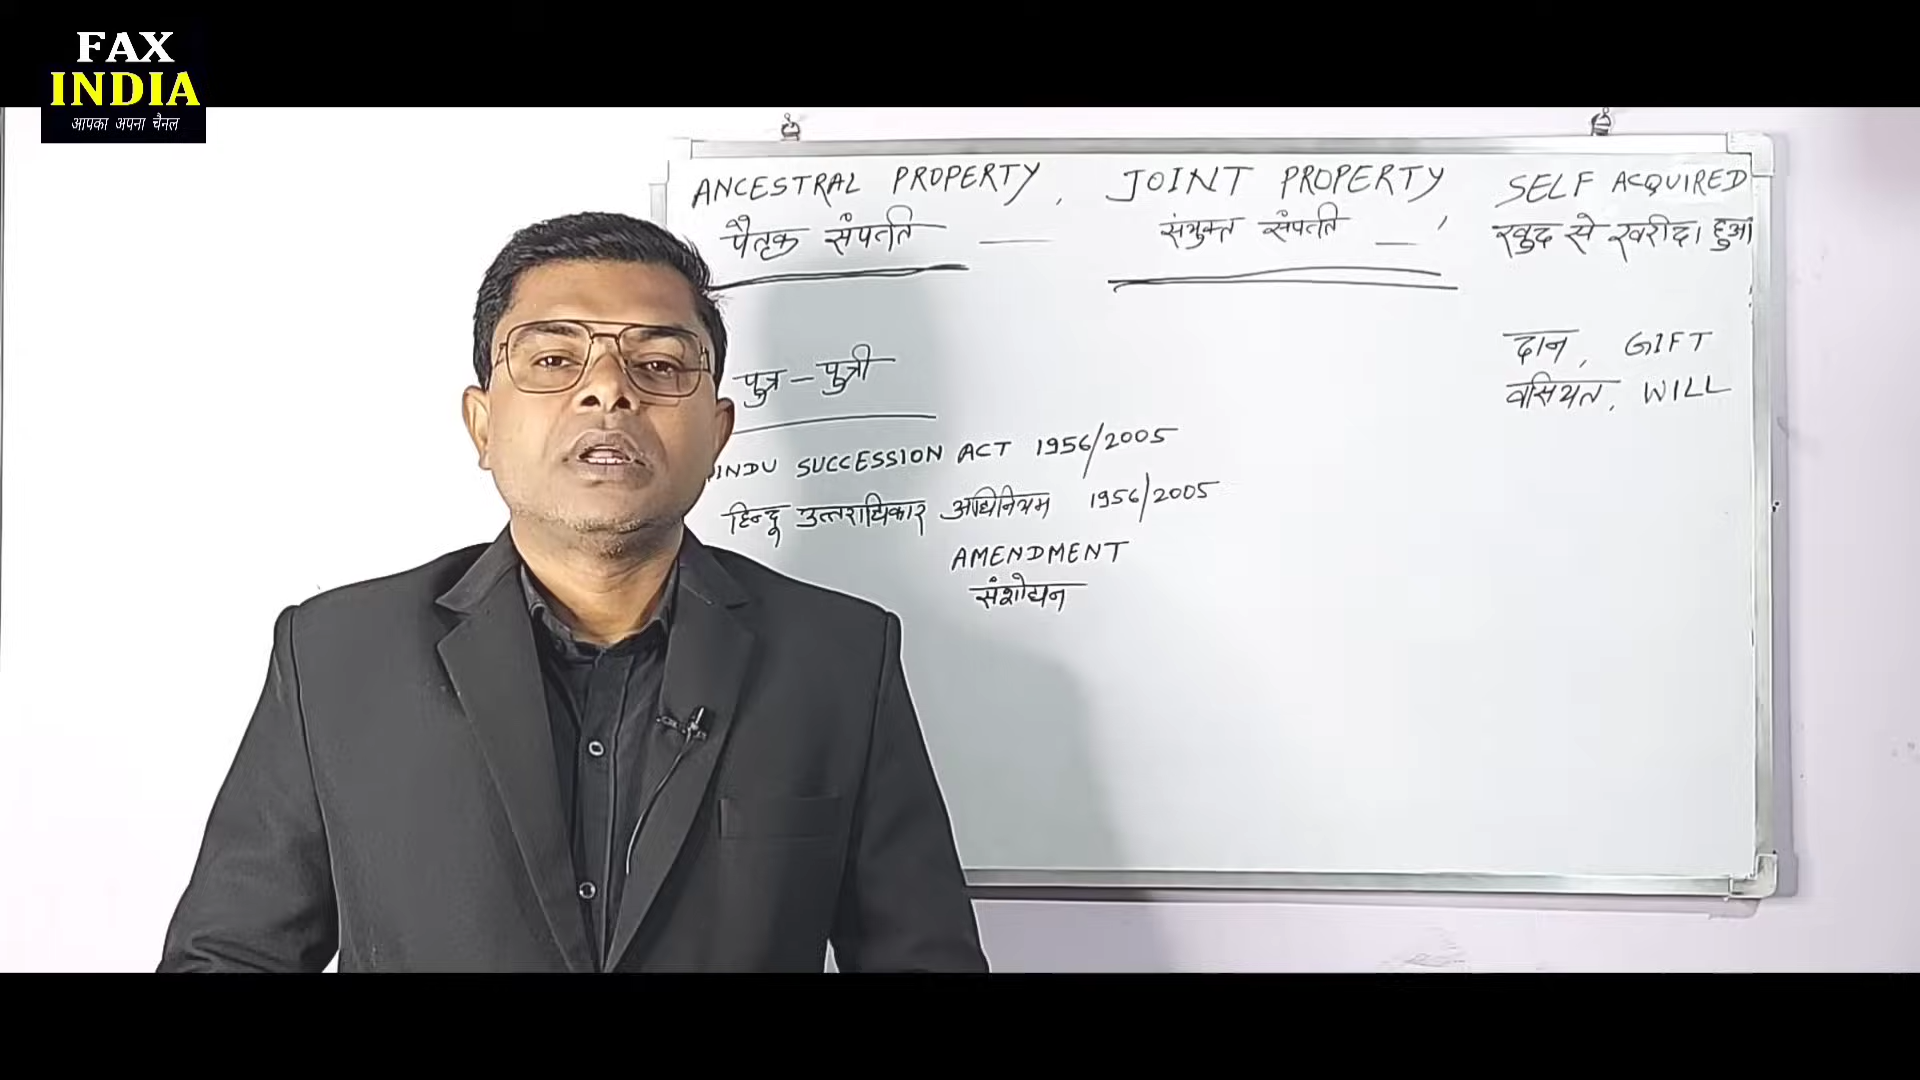 FAX
INDIA
आपका अपना चैनल
ANCESTRAL PROPERTY, JOINT PROPERTY SELF ACQUIRED
पैतृक संपत्ति — संयुक्त संपत्ति — , खुद से खरीदा हुआ
दान, GIFT
वसियत, WILL
पुत्र – पुत्री
INDU SUCCESSION ACT 1956/2005
हिन्दू उत्तराधिकार अधिनियम 1956/2005
AMENDMENT
संशोधन